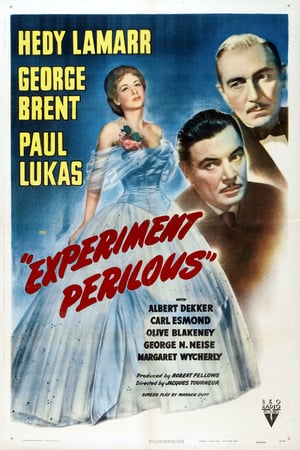 HEDY LAMARR
GEORGE
BRENT
PAUL
LUKAS
"EXPERIMENT
PERILOUS"
WITH
ALBERT DEKKER
CARL ESMOND
OLIVE BLAKENEY
GEORGE N. NEISE
MARGARET WYCHERLY
Produced by ROBERT FELLOWS
Directed by JACQUES TOURNEUR
SCREEN PLAY BY WARREN DUFF
RKO
RADIO
PICTURES